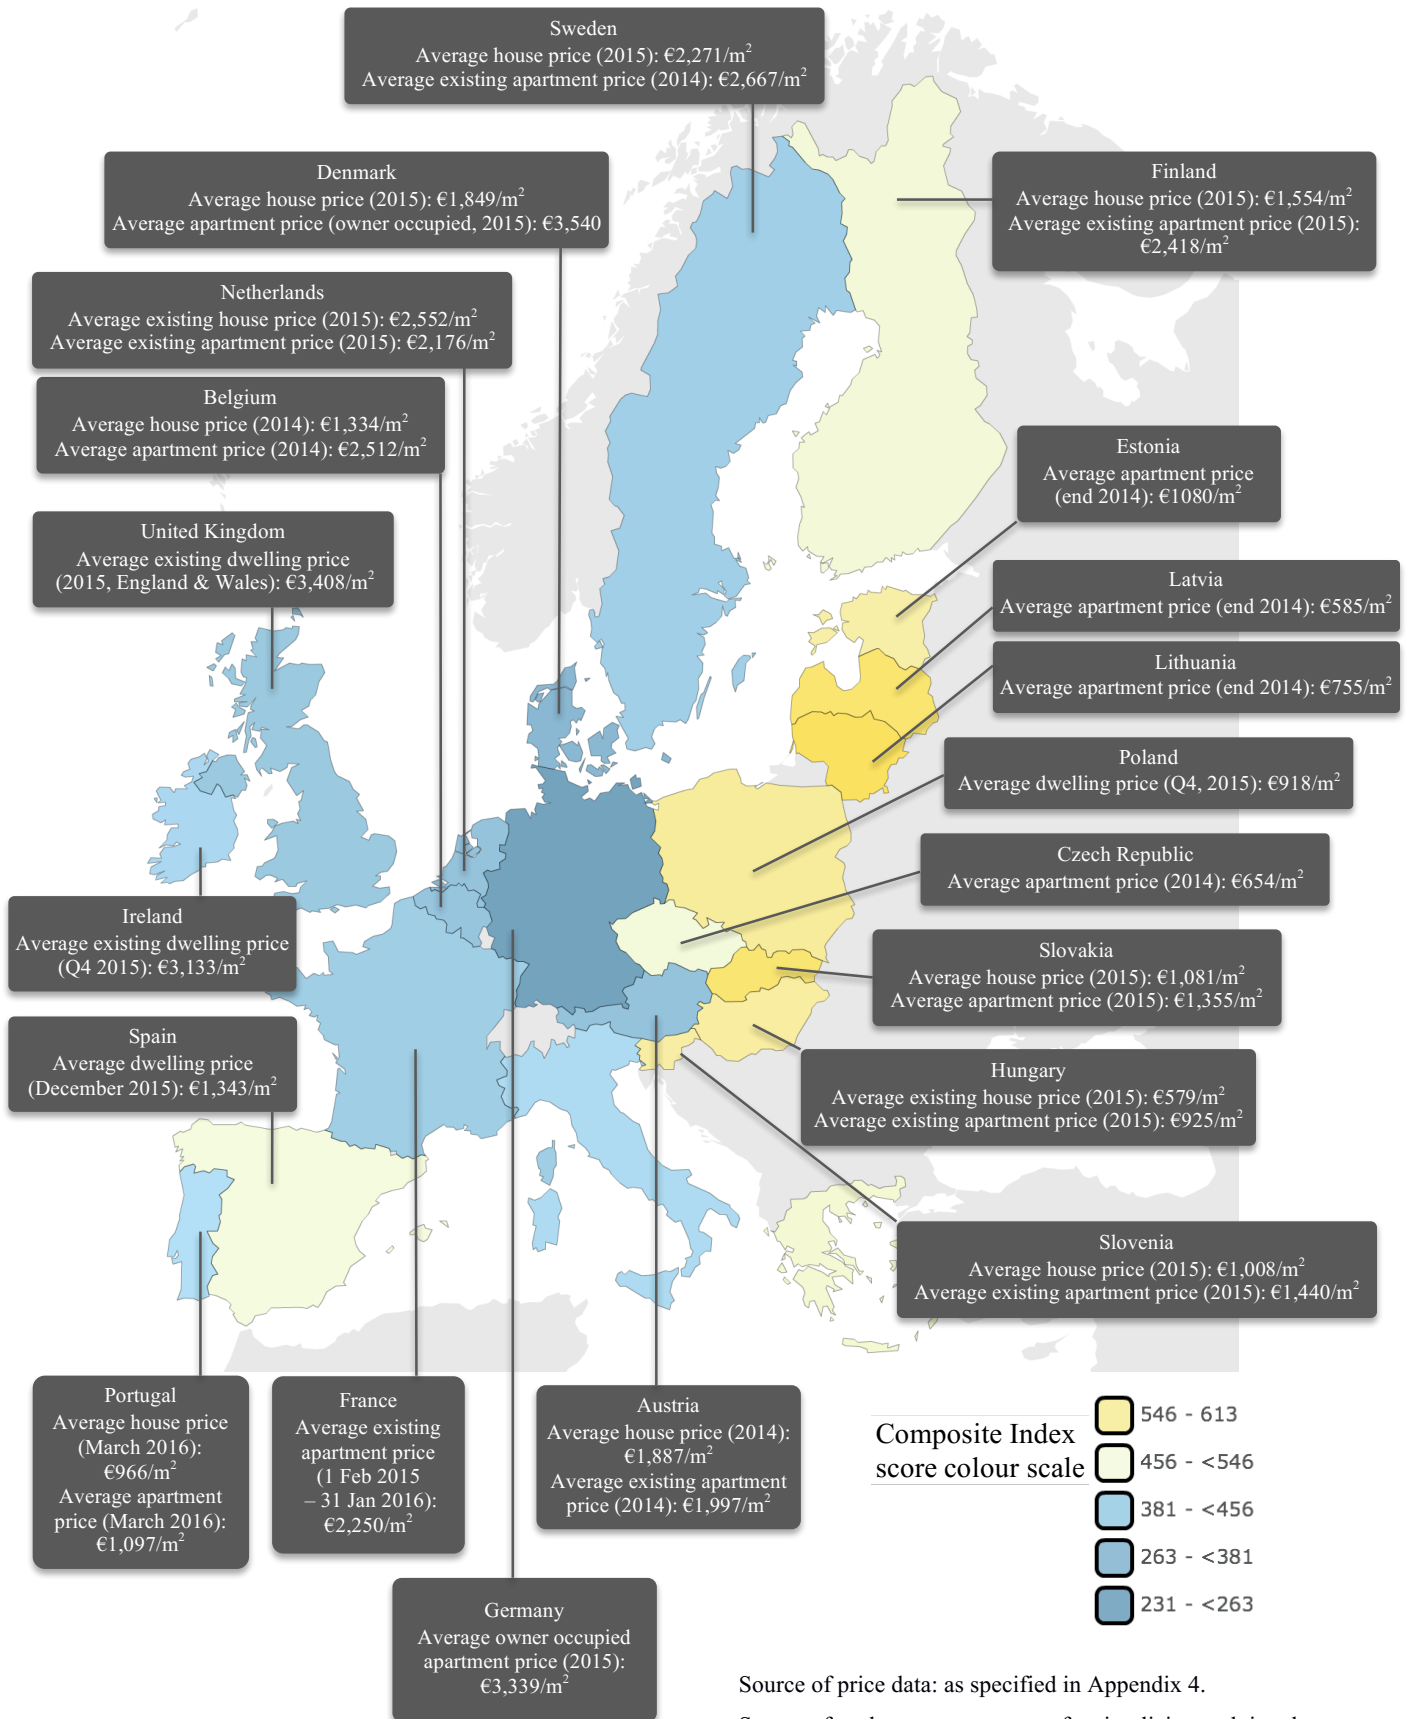 Sweden
Average house price (2015): €2,271/m²
Average existing apartment price (2014): €2,667/m²
Denmark
Average house price (2015): €1,849/m²
Average apartment price (owner occupied, 2015): €3,540
Finland
Average house price (2015): €1,554/m²
Average existing apartment price (2015):
€2,418/m²
Netherlands
Average existing house price (2015): €2,552/m²
Average existing apartment price (2015): €2,176/m²
Belgium
Average house price (2014): €1,334/m²
Average apartment price (2014): €2,512/m²
Estonia
Average apartment price
(end 2014): €1080/m²
United Kingdom
Average existing dwelling price
(2015, England & Wales): €3,408/m²
Latvia
Average apartment price (end 2014): €585/m²
Lithuania
Average apartment price (end 2014): €755/m²
Poland
Average dwelling price (Q4, 2015): €918/m²
Czech Republic
Average apartment price (2014): €654/m²
Ireland
Average existing dwelling price
(Q4 2015): €3,133/m²
Slovakia
Average house price (2015): €1,081/m²
Average apartment price (2015): €1,355/m²
Spain
Average dwelling price
(December 2015): €1,343/m²
Hungary
Average existing house price (2015): €579/m²
Average existing apartment price (2015): €925/m²
Slovenia
Average house price (2015): €1,008/m²
Average existing apartment price (2015): €1,440/m²
Portugal
Average house price
(March 2016):
€966/m²
Average apartment
price (March 2016):
€1,097/m²
France
Average existing
apartment price
(1 Feb 2015
– 31 Jan 2016):
€2,250/m²
Austria
Average house price (2014):
€1,887/m²
Average existing apartment
price (2014): €1,997/m²
Germany
Average owner occupied
apartment price (2015):
€3,339/m²
Composite Index
score colour scale
546 - 613
456 - <546
381 - <456
263 - <381
231 - <263
Source of price data: as specified in Appendix 4.